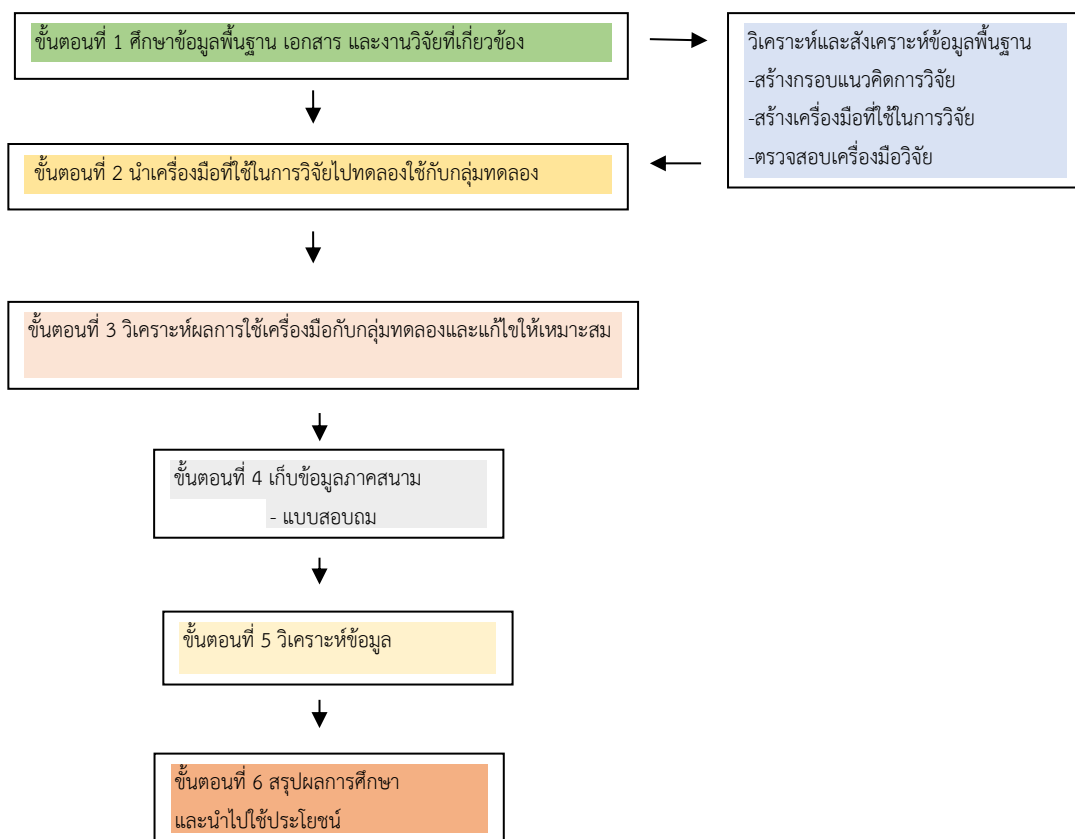 ขั้นตอนที่ 1 ศึกษาข้อมูลพื้นฐาน เอกสาร และงานวิจัยที่เกี่ยวข้อง
วิเคราะห์และสังเคราะห์ข้อมูลพื้นฐาน
-สร้างกรอบแนวคิดการวิจัย
-สร้างเครื่องมือที่ใช้ในการวิจัย
-ตรวจสอบเครื่องมือวิจัย
ขั้นตอนที่ 2 นำเครื่องมือที่ใช้ในการวิจัยไปทดลองใช้กับกลุ่มทดลอง
ขั้นตอนที่ 3 วิเคราะห์ผลการใช้เครื่องมือกับกลุ่มทดลองและแก้ไขให้เหมาะสม
ขั้นตอนที่ 4 เก็บข้อมูลภาคสนาม
- แบบสอบถม
ขั้นตอนที่ 5 วิเคราะห์ข้อมูล
ขั้นตอนที่ 6 สรุปผลการศึกษา
และนำไปใช้ประโยชน์